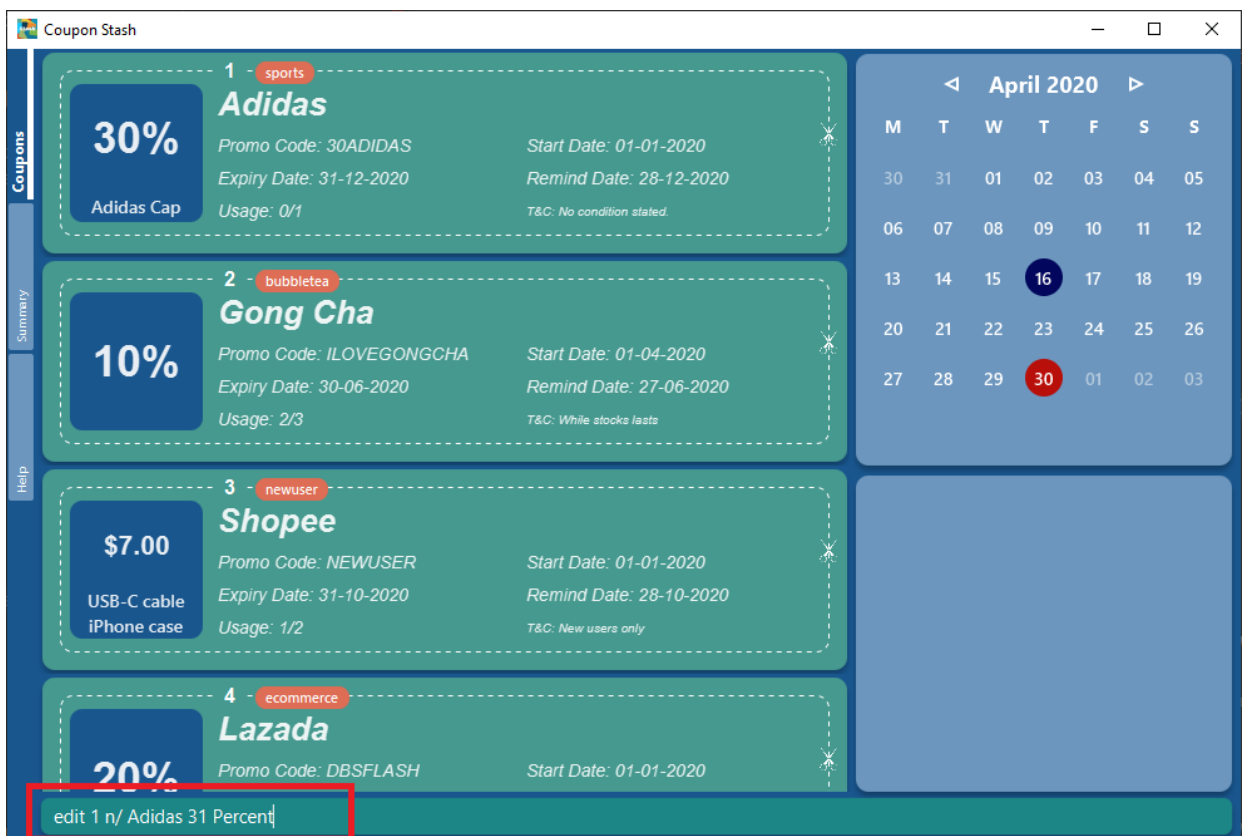 Coupon Stash
Coupons
Summary
Help
1 - sports
Adidas
30%
Adidas Cap
Promo Code: 30ADIDAS Start Date: 01-01-2020
Expiry Date: 31-12-2020 Remind Date: 28-12-2020
Usage: 0/1 T&C: No condition stated.
2 - bubbletea
Gong Cha
10%
Promo Code: ILOVEGONGCHA Start Date: 01-04-2020
Expiry Date: 30-06-2020 Remind Date: 27-06-2020
Usage: 2/3 T&C: While stocks lasts
3 - newuser
Shopee
$7.00
USB-C cable
iPhone case
Promo Code: NEWUSER Start Date: 01-01-2020
Expiry Date: 31-10-2020 Remind Date: 28-10-2020
Usage: 1/2 T&C: New users only
4 - ecommerce
Lazada
20%
Promo Code: DBSFLASH Start Date: 01-01-2020
April 2020
M T W T F S S
30 31 01 02 03 04 05
06 07 08 09 10 11 12
13 14 15 16 17 18 19
20 21 22 23 24 25 26
27 28 29 30 01 02 03
edit 1 n/ Adidas 31 Percent